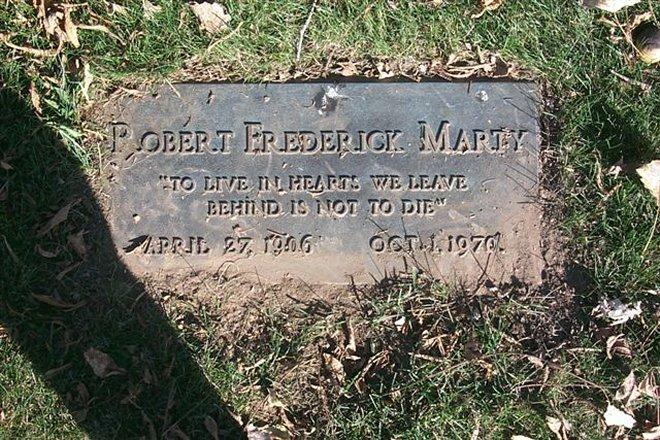 ROBERT FREDERICK MARTY
"TO LIVE IN HEARTS WE LEAVE
BEHIND IS NOT TO DIE"
APRIL 27, 1906 OCT. 1, 1970